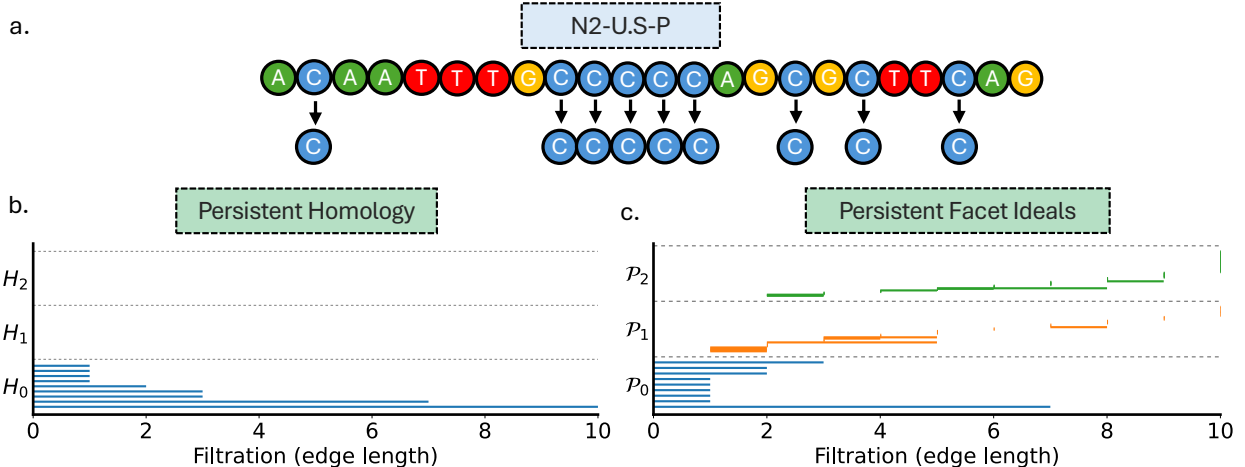 a.
N2-U.S-P
A C A A T T T G C C C C C A G C G C T T C A G
C C C C C C C C C
b.
Persistent Homology
H2
H1
H0
0 2 4 6 8 10
Filtration (edge length)
c.
Persistent Facet Ideals
𝒫2
𝒫1
𝒫0
0 2 4 6 8 10
Filtration (edge length)